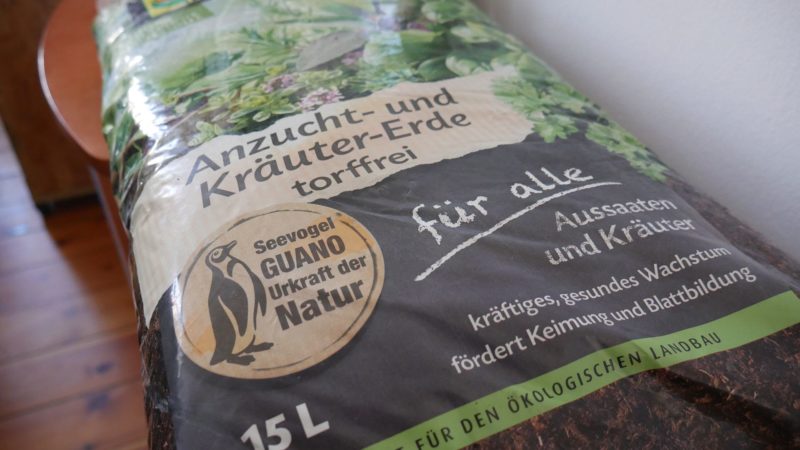 Anzucht- und
Kräuter-Erde
torffrei
für alle
Aussaaten
und Kräuter
kräftiges, gesundes Wachstum
fördert Keimung und Blattbildung
Seevogel
GUANO
Urkraft der
Natur
15 L
FÜR DEN ÖKOLOGISCHEN LANDBAU